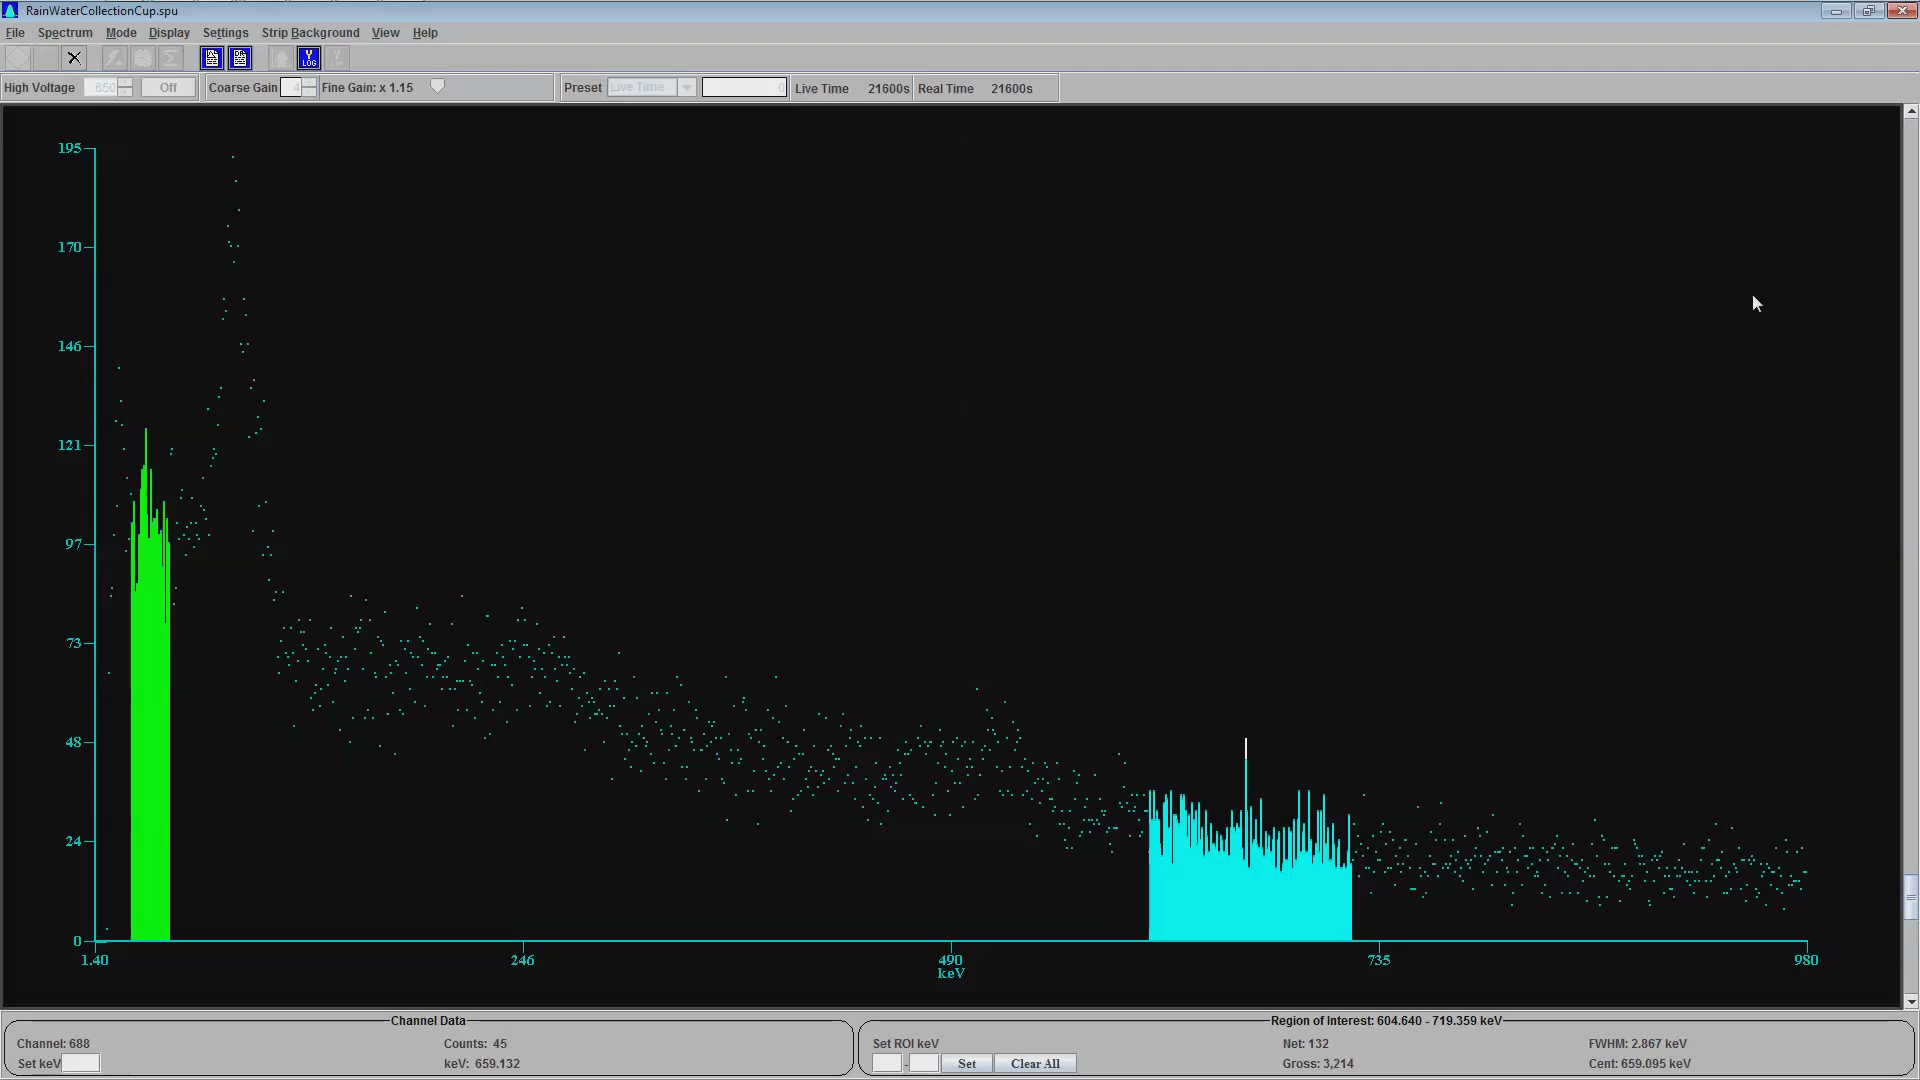 RainWaterCollectionCup.spu
File Spectrum Mode Display Settings Strip Background View Help
Y LOG
High Voltage 650 Off Coarse Gain 4 Fine Gain: x 1.15 Preset Live Time 0 Live Time 21600s Real Time 21600s
195
170
146
121
97
73
48
24
0
1.40 246 490 735 980
keV
Channel Data
Channel: 688 Counts: 45
Set keV keV: 659.132
Region of Interest: 604.640 - 719.359 keV
Set ROI keV Net: 132 FWHM: 2.867 keV
- Set Clear All Gross: 3,214 Cent: 659.095 keV